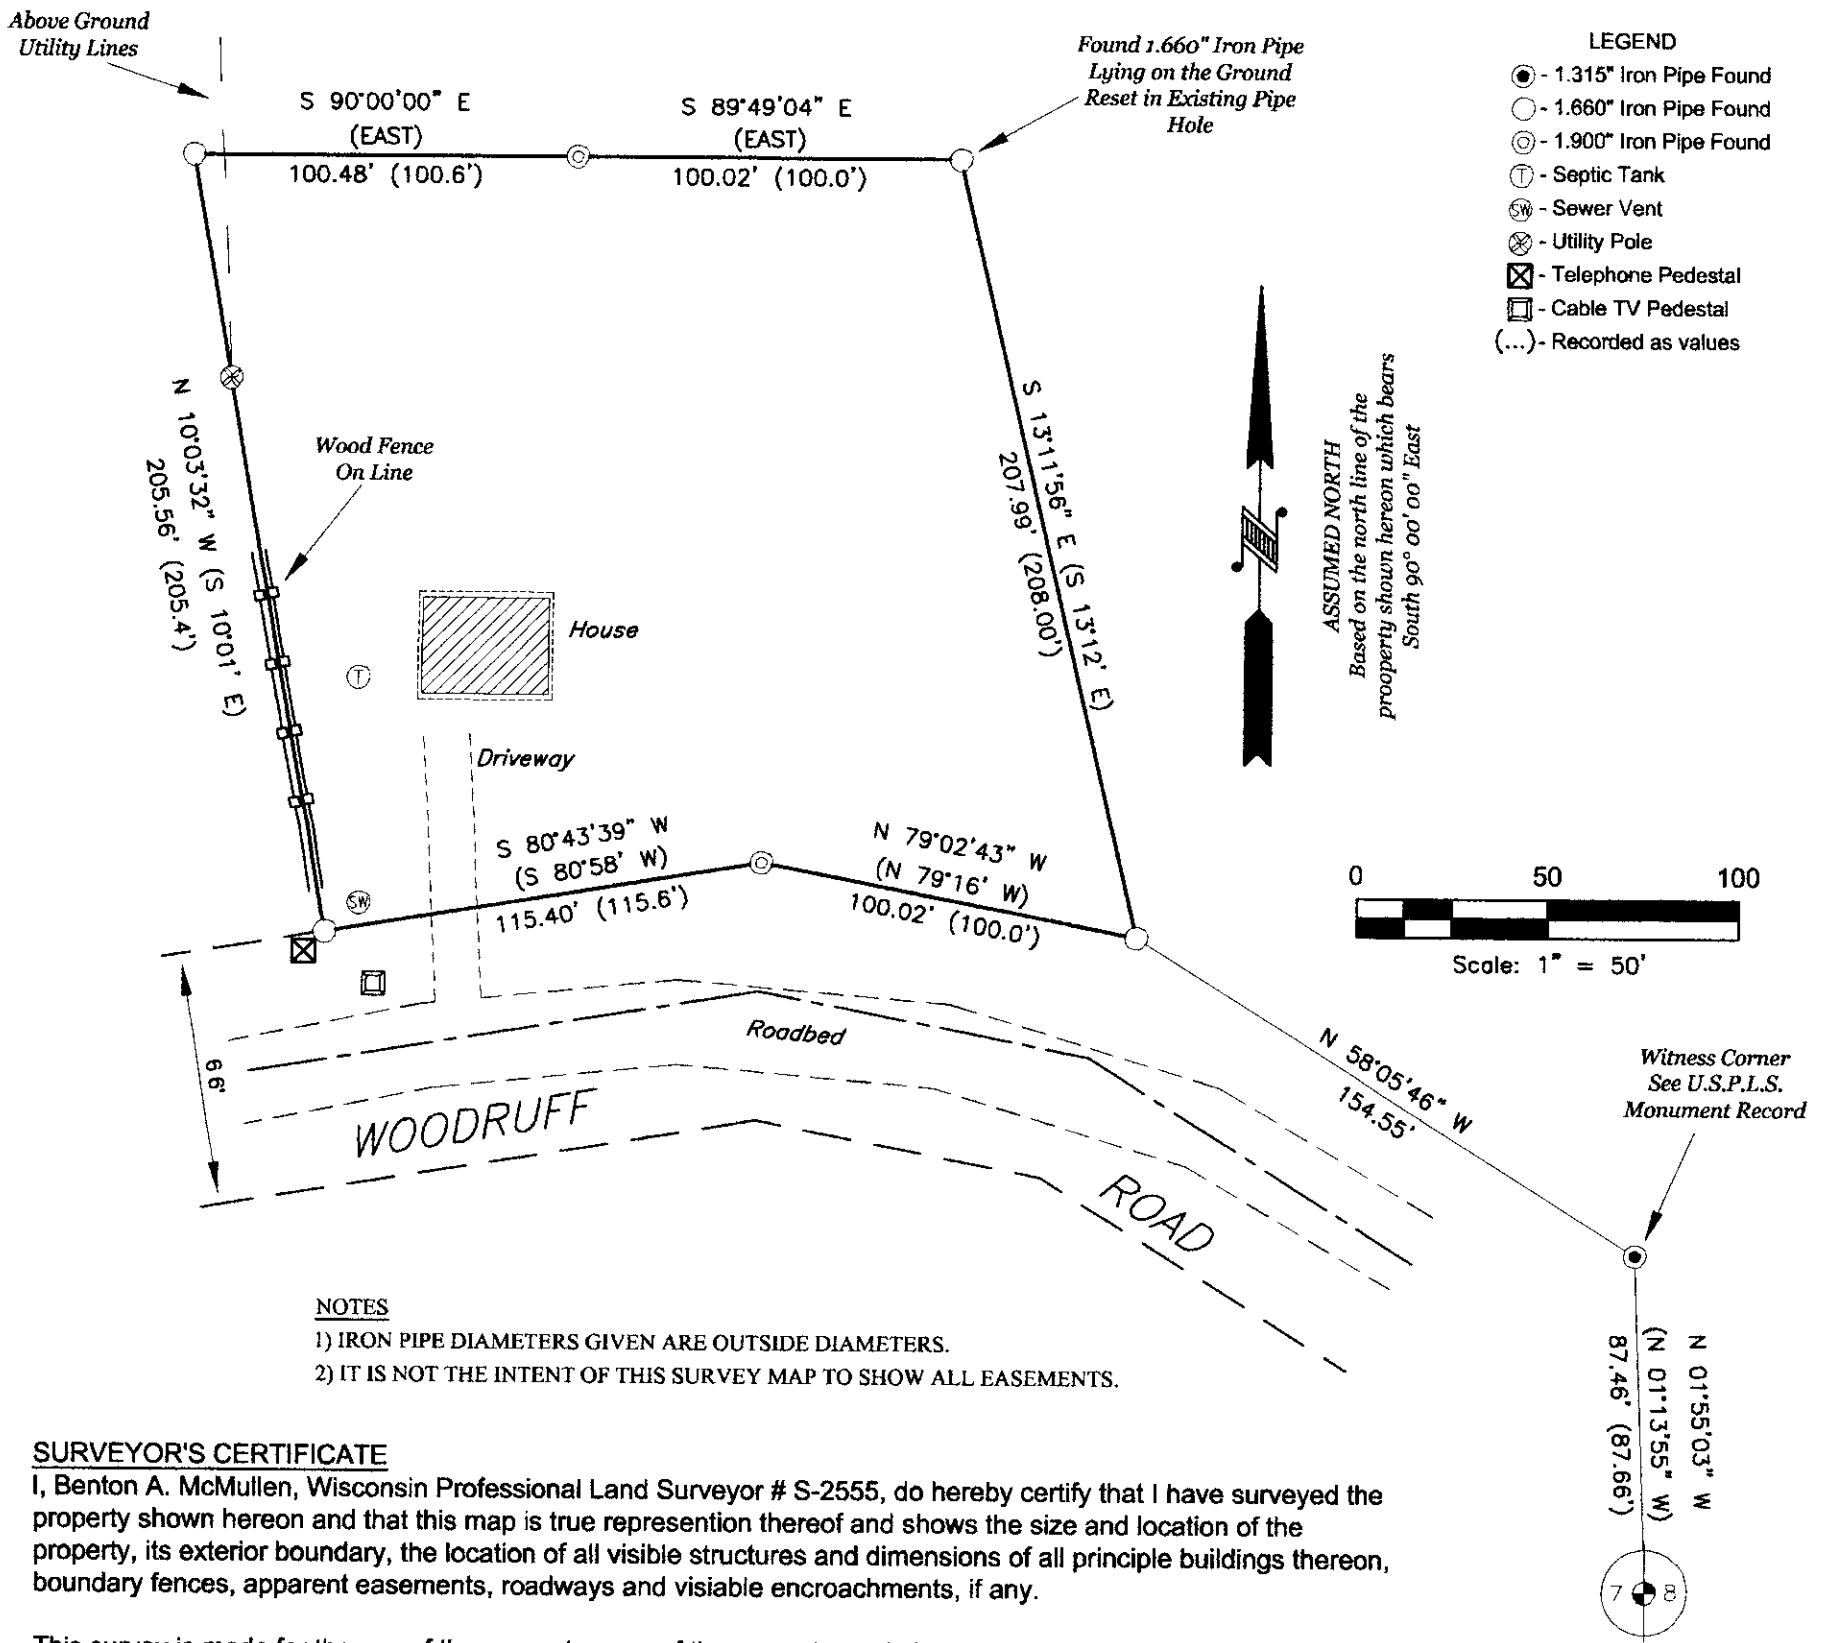 Above Ground
Utility Lines
S 90°00'00" E
(EAST)
100.48' (100.6')
S 89°49'04" E
(EAST)
100.02' (100.0')
Found 1.660" Iron Pipe
Lying on the Ground
Reset in Existing Pipe
Hole
LEGEND
- 1.315" Iron Pipe Found
- 1.660" Iron Pipe Found
- 1.900" Iron Pipe Found
T - Septic Tank
SW - Sewer Vent
- Utility Pole
- Telephone Pedestal
- Cable TV Pedestal
(...)- Recorded as values
N 10°03'32" W (S 10°01' E)
205.56' (205.4')
Wood Fence
On Line
S 13°11'56" E (S 13°12' E)
207.99' (208.00')
ASSUMED NORTH
Based on the north line of the
prooperty shown hereon which bears
South 90° 00' 00" East
House
T
Driveway
S 80°43'39" W
(S 80°58' W)
115.40' (115.6')
N 79°02'43" W
(N 79°16' W)
100.02' (100.0')
SW
0 50 100
Scale: 1" = 50'
66'
Roadbed
WOODRUFF
ROAD
N 58°05'46" W
154.55'
Witness Corner
See U.S.P.L.S.
Monument Record
N 01°55'03" W
(N 01°13'55" W)
87.46' (87.66')
7 8
NOTES
1) IRON PIPE DIAMETERS GIVEN ARE OUTSIDE DIAMETERS.
2) IT IS NOT THE INTENT OF THIS SURVEY MAP TO SHOW ALL EASEMENTS.
SURVEYOR'S CERTIFICATE
I, Benton A. McMullen, Wisconsin Professional Land Surveyor # S-2555, do hereby certify that I have surveyed the
property shown hereon and that this map is true represention thereof and shows the size and location of the
property, its exterior boundary, the location of all visible structures and dimensions of all principle buildings thereon,
boundary fences, apparent easements, roadways and visiable encroachments, if any.